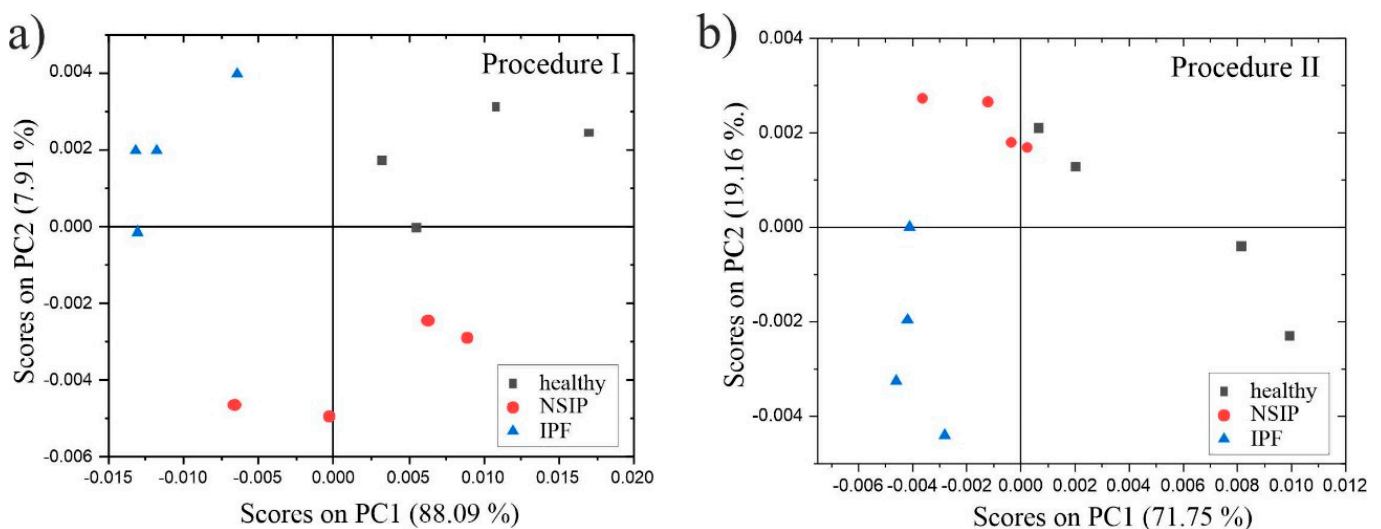 a)
Procedure I
0.004
0.002
0.000
-0.002
-0.004
-0.006
Scores on PC2 (7.91 %)
healthy
NSIP
IPF
-0.015 -0.010 -0.005 0.000 0.005 0.010 0.015 0.020
Scores on PC1 (88.09 %)
b)
Procedure II
0.004
0.002
0.000
-0.002
-0.004
Scores on PC2 (19.16 %.)
healthy
NSIP
IPF
-0.006 -0.004 -0.002 0.000 0.002 0.004 0.006 0.008 0.010 0.012
Scores on PC1 (71.75 %)